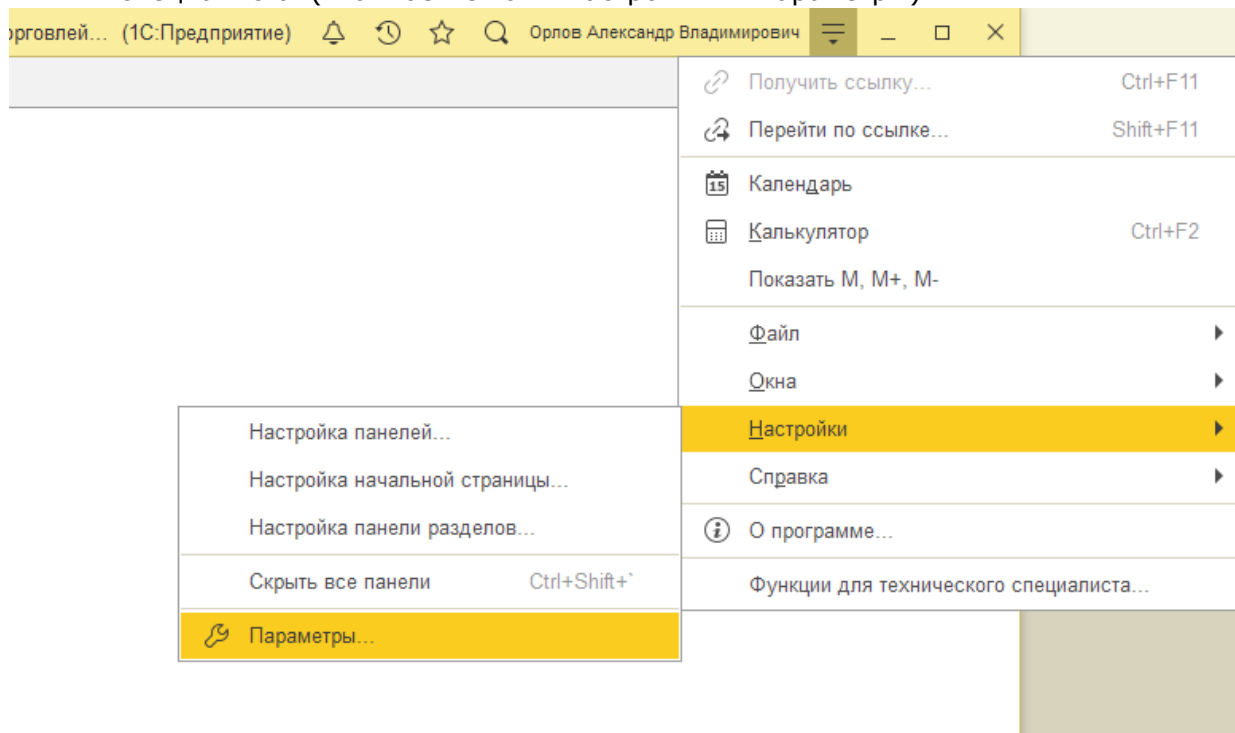 орговлей... (1С:Предприятие) Орлов Александр Владимирович
Получить ссылку... Ctrl+F11
Перейти по ссылке... Shift+F11
15 Календарь
Калькулятор Ctrl+F2
Показать M, M+, M-
Файл
Окна
Настройки
Справка
О программе...
Функции для технического специалиста...
Настройка панелей...
Настройка начальной страницы...
Настройка панели разделов...
Скрыть все панели Ctrl+Shift+`
Параметры...